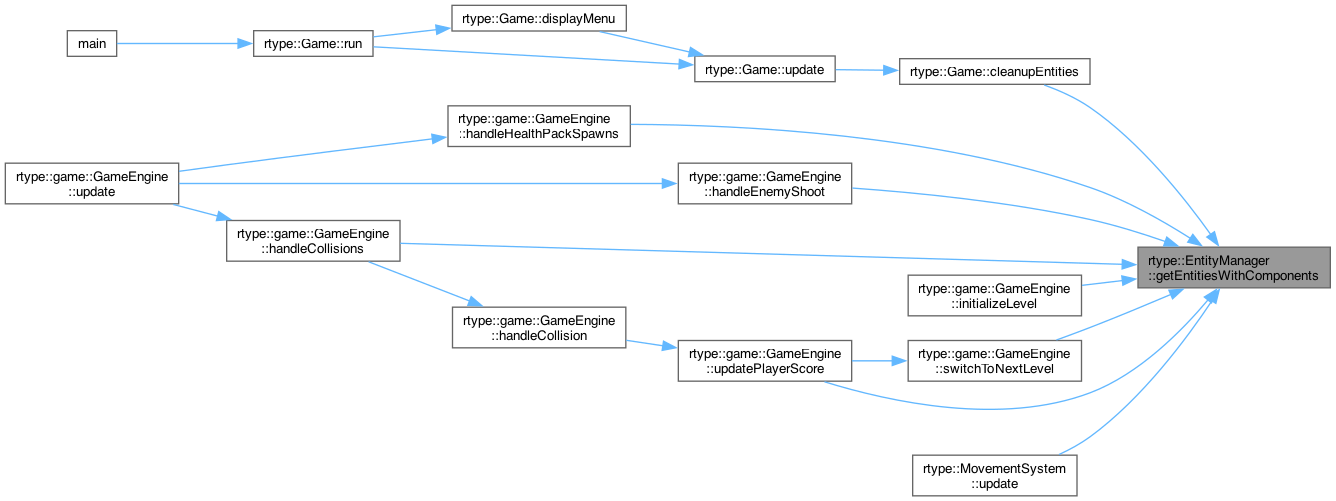 rtype::Game::displayMenu
main
rtype::Game::run
rtype::Game::update
rtype::Game::cleanupEntities
rtype::game::GameEngine
::handleHealthPackSpawns
rtype::game::GameEngine
::update
rtype::game::GameEngine
::handleEnemyShoot
rtype::game::GameEngine
::handleCollisions
rtype::EntityManager
::getEntitiesWithComponents
rtype::game::GameEngine
::initializeLevel
rtype::game::GameEngine
::handleCollision
rtype::game::GameEngine
::updatePlayerScore
rtype::game::GameEngine
::switchToNextLevel
rtype::MovementSystem
::update